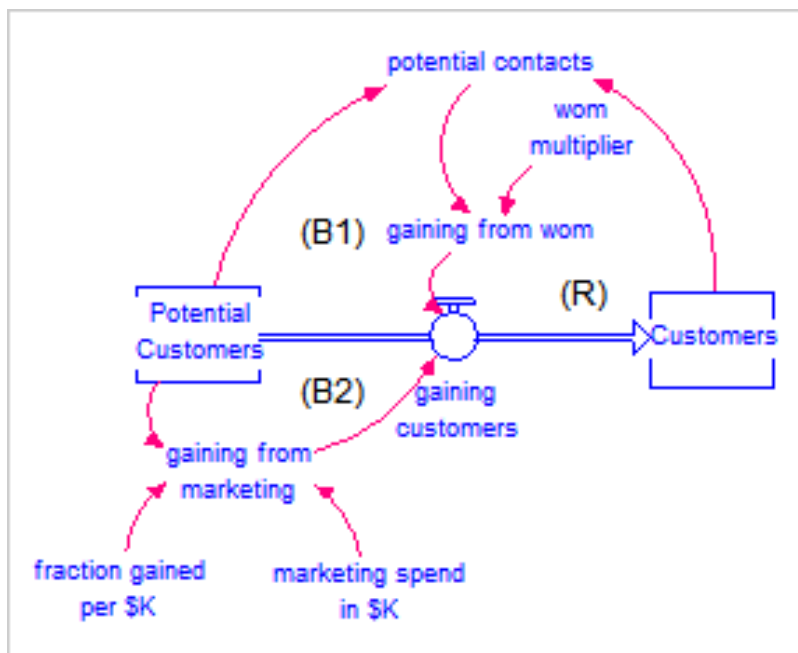 potential contacts
wom
multiplier
(B1)
gaining from wom
(R)
Potential
Customers
Customers
(B2)
gaining
customers
gaining from
marketing
fraction gained
per $K
marketing spend
in $K